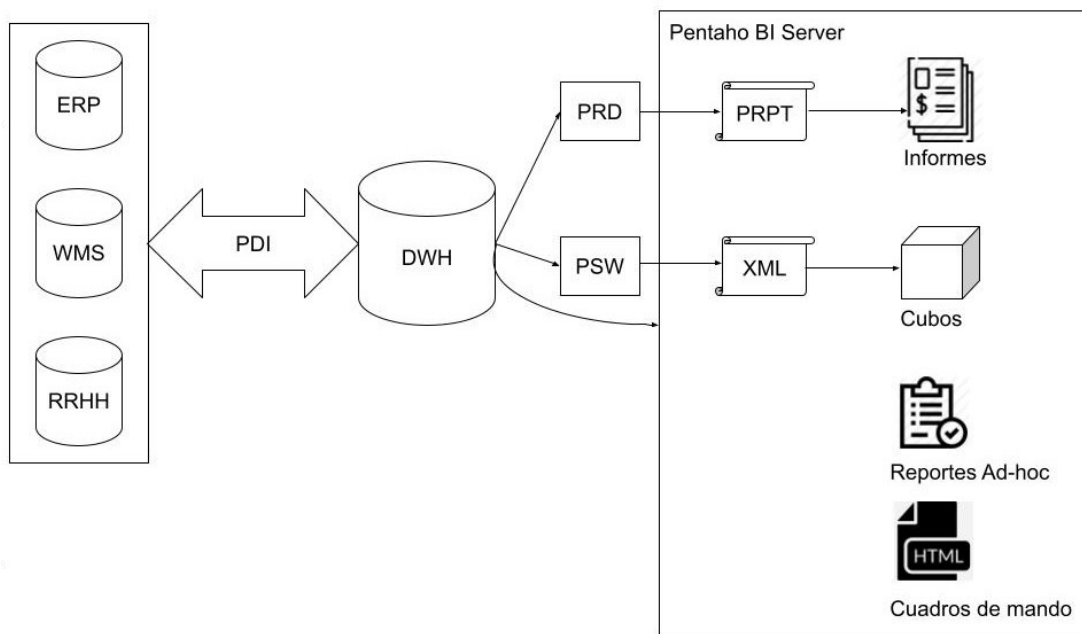 Pentaho BI Server
ERP
WMS
RRHH
PDI
DWH
PRD
PRPT
$
Informes
PSW
XML
Cubos
Reportes Ad-hoc
HTML
Cuadros de mando